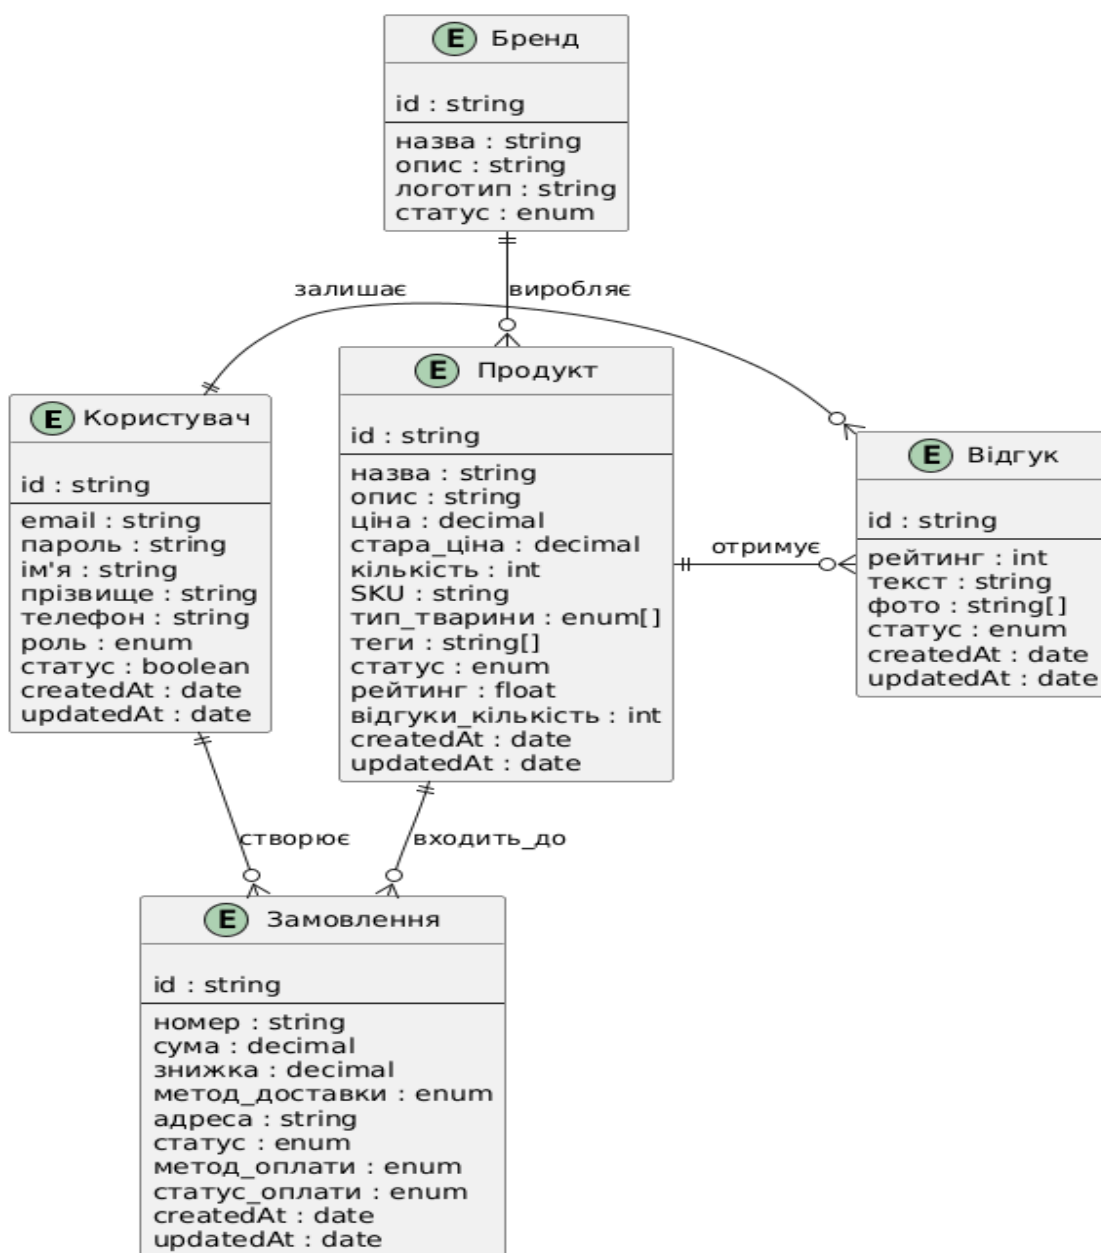 E Бренд
id : string
назва : string
опис : string
логотип : string
статус : enum
залишає
виробляє
E Користувач
id : string
email : string
пароль : string
ім'я : string
прізвище : string
телефон : string
роль : enum
статус : boolean
createdAt : date
updatedAt : date
E Продукт
id : string
назва : string
опис : string
ціна : decimal
стара_ціна : decimal
кількість : int
SKU : string
тип_тварини : enum[]
теги : string[]
статус : enum
рейтинг : float
відгуки_кількість : int
createdAt : date
updatedAt : date
отримує
E Відгук
id : string
рейтинг : int
текст : string
фото : string[]
статус : enum
createdAt : date
updatedAt : date
створює
входить_до
E Замовлення
id : string
номер : string
сума : decimal
знижка : decimal
метод_доставки : enum
адреса : string
статус : enum
метод_оплати : enum
статус_оплати : enum
createdAt : date
updatedAt : date